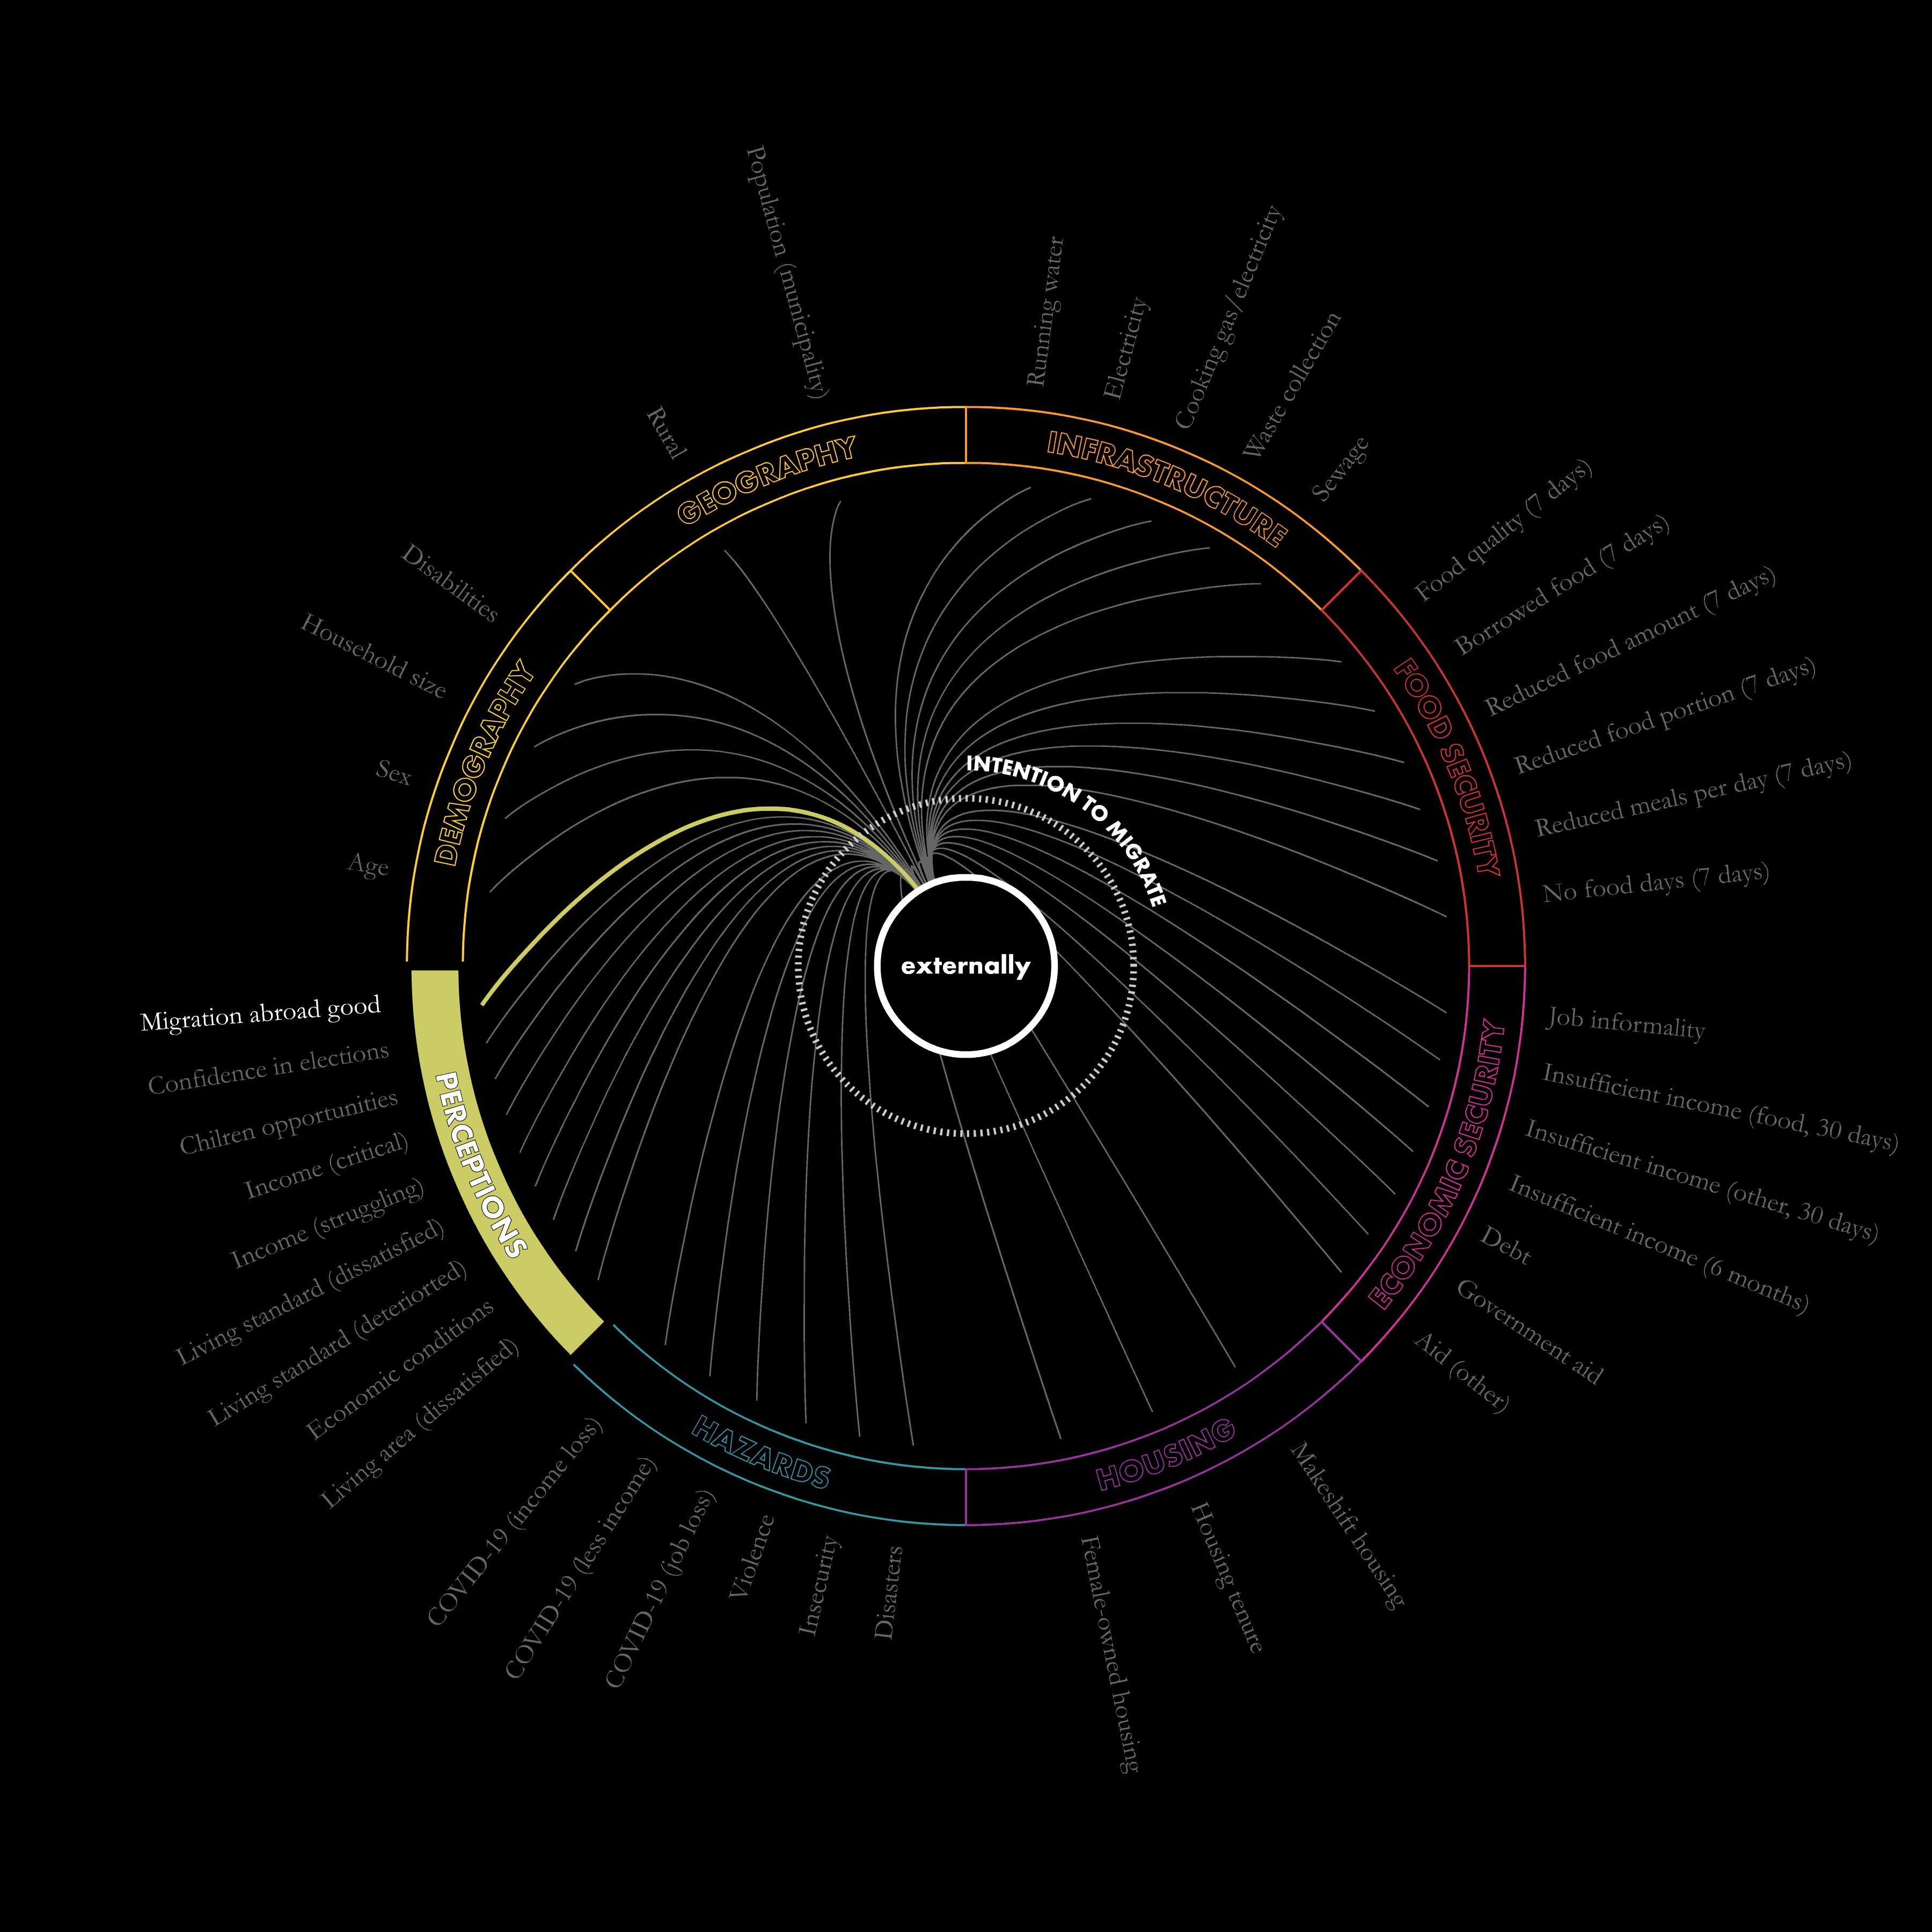 Population (municipality)
Rural
Running water
Electricity
Cooking gas/electricity
Waste collection
Sewage
Food quality (7 days)
Borrowed food (7 days)
Reduced food amount (7 days)
Reduced food portion (7 days)
Reduced meals per day (7 days)
No food days (7 days)
Job informality
Insufficient income (food, 30 days)
Insufficient income (other, 30 days)
Insufficient income (6 months)
Debt
Government aid
Aid (other)
Makeshift housing
Housing tenure
Female-owned housing
Disasters
Insecurity
Violence
COVID-19 (job loss)
COVID-19 (less income)
COVID-19 (income loss)
Living area (dissatisfied)
Economic conditions
Living standard (deteriorted)
Living standard (dissatisfied)
Income (struggling)
Income (critical)
Chilren opportunities
Confidence in elections
Migration abroad good
Age
Sex
Household size
Disabilities
GEOGRAPHY
INFRASTRUCTURE
FOOD SECURITY
ECONOMIC SECURITY
HOUSING
HAZARDS
PERCEPTIONS
DEMOGRAPHY
INTENTION TO MIGRATE
externally